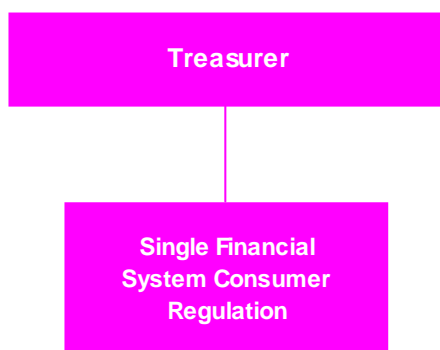 Treasurer
Single Financial
System Consumer
Regulation